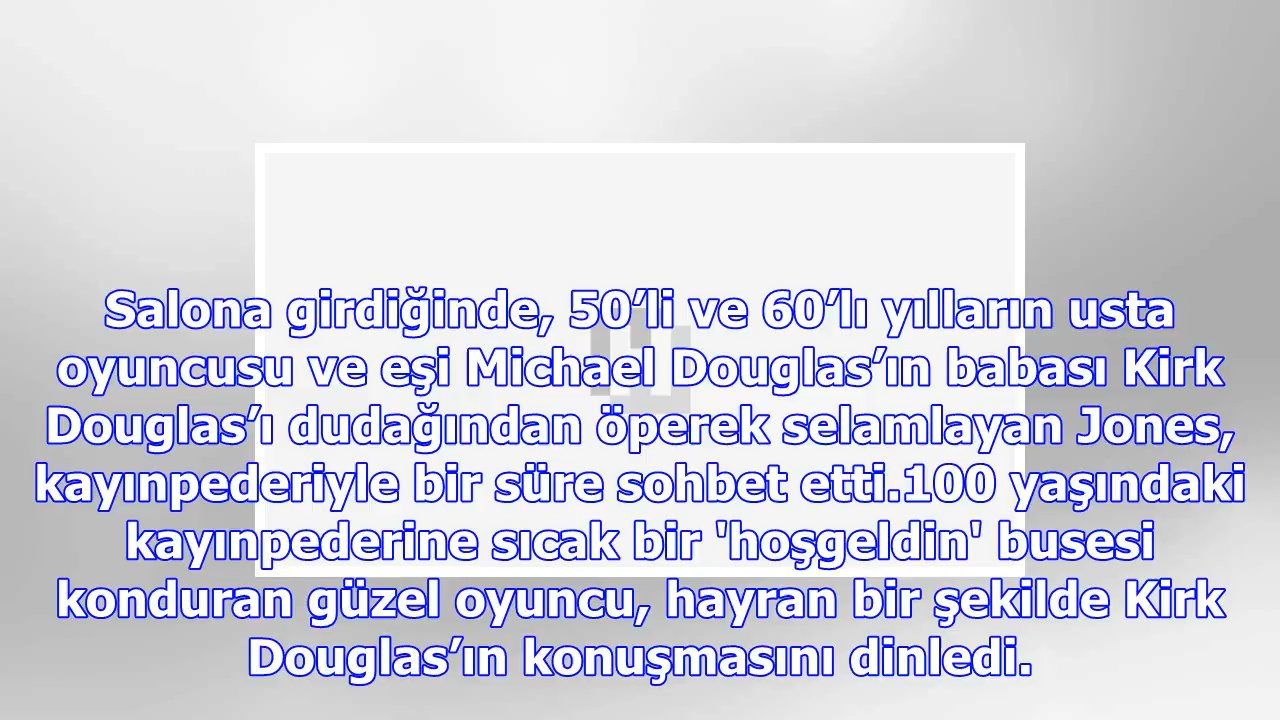 Salona girdiğinde, 50’li ve 60’lı yılların usta
oyuncusu ve eşi Michael Douglas’ın babası Kirk
Douglas’ı dudağından öperek selamlayan Jones,
kayınpederiyle bir süre sohbet etti.100 yaşındaki
kayınpederine sıcak bir 'hoşgeldin' busesi
konduran güzel oyuncu, hayran bir şekilde Kirk
Douglas’ın konuşmasını dinledi.